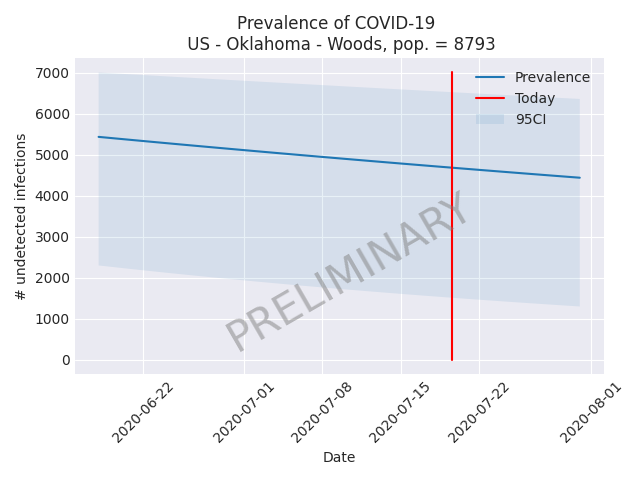 Prevalence of COVID-19
US - Oklahoma - Woods, pop. = 8793
7000
6000
5000
4000
3000
2000
1000
0
# undetected infections
Prevalence
Today
95CI
PRELIMINARY
2020-06-22
2020-07-01
2020-07-08
2020-07-15
2020-07-22
2020-08-01
Date